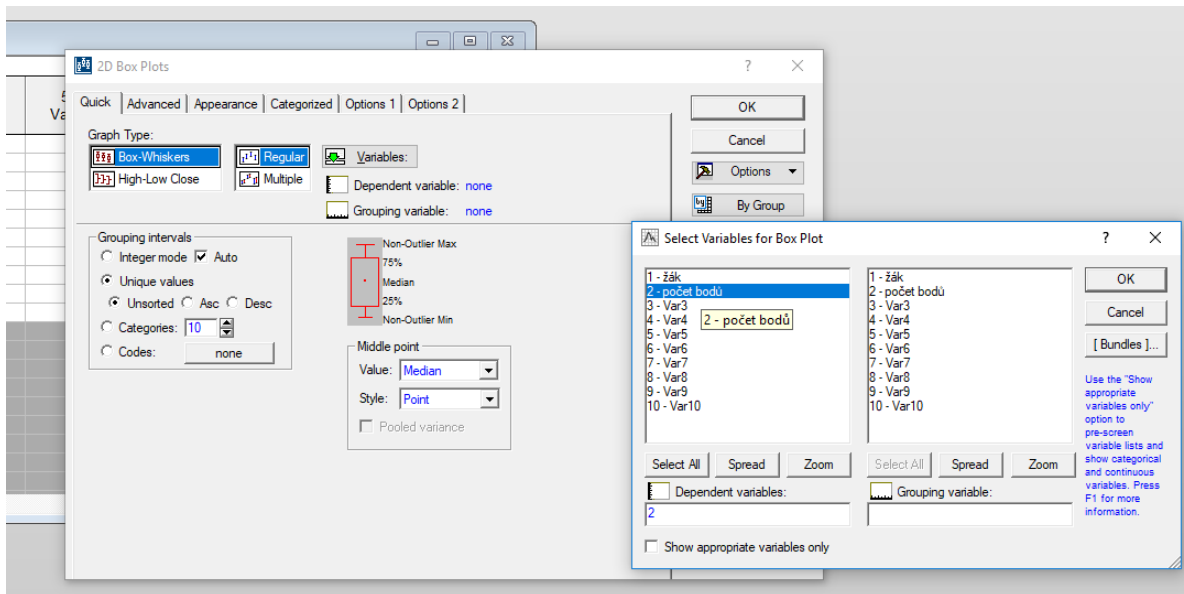 5
Va
2D Box Plots
?
Quick Advanced Appearance Categorized Options 1 Options 2
OK
Cancel
Options
By Group
Graph Type:
Box-Whiskers
High-Low Close
Regular
Multiple
Variables:
Dependent variable: none
Grouping variable: none
Grouping intervals
Integer mode Auto
Unique values
Unsorted Asc Desc
Categories: 10
Codes: none
Non-Outlier Max
75%
Median
25%
Non-Outlier Min
Middle point
Value: Median
Style: Point
Pooled variance
Select Variables for Box Plot
?
1 - žák
2 - počet bodů
3 - Var3
4 - Var4
5 - Var5
6 - Var6
7 - Var7
8 - Var8
9 - Var9
10 - Var10
2 - počet bodů
1 - žák
2 - počet bodů
3 - Var3
4 - Var4
5 - Var5
6 - Var6
7 - Var7
8 - Var8
9 - Var9
10 - Var10
OK
Cancel
[ Bundles ]...
Use the "Show
appropriate
variables only"
option to
pre-screen
variable lists and
show categorical
and continuous
variables. Press
F1 for more
information.
Select All Spread Zoom
Select All Spread Zoom
Dependent variables:
2
Grouping variable:
Show appropriate variables only